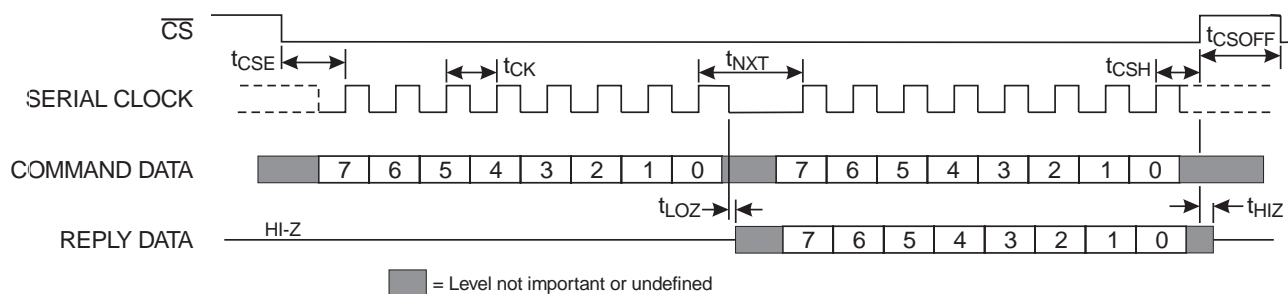 CS tCSOFF
tCSE tCK tNXT tCSH
SERIAL CLOCK
COMMAND DATA 7 6 5 4 3 2 1 0 7 6 5 4 3 2 1 0
tLOZ tHIZ
REPLY DATA HI-Z 7 6 5 4 3 2 1 0
= Level not important or undefined